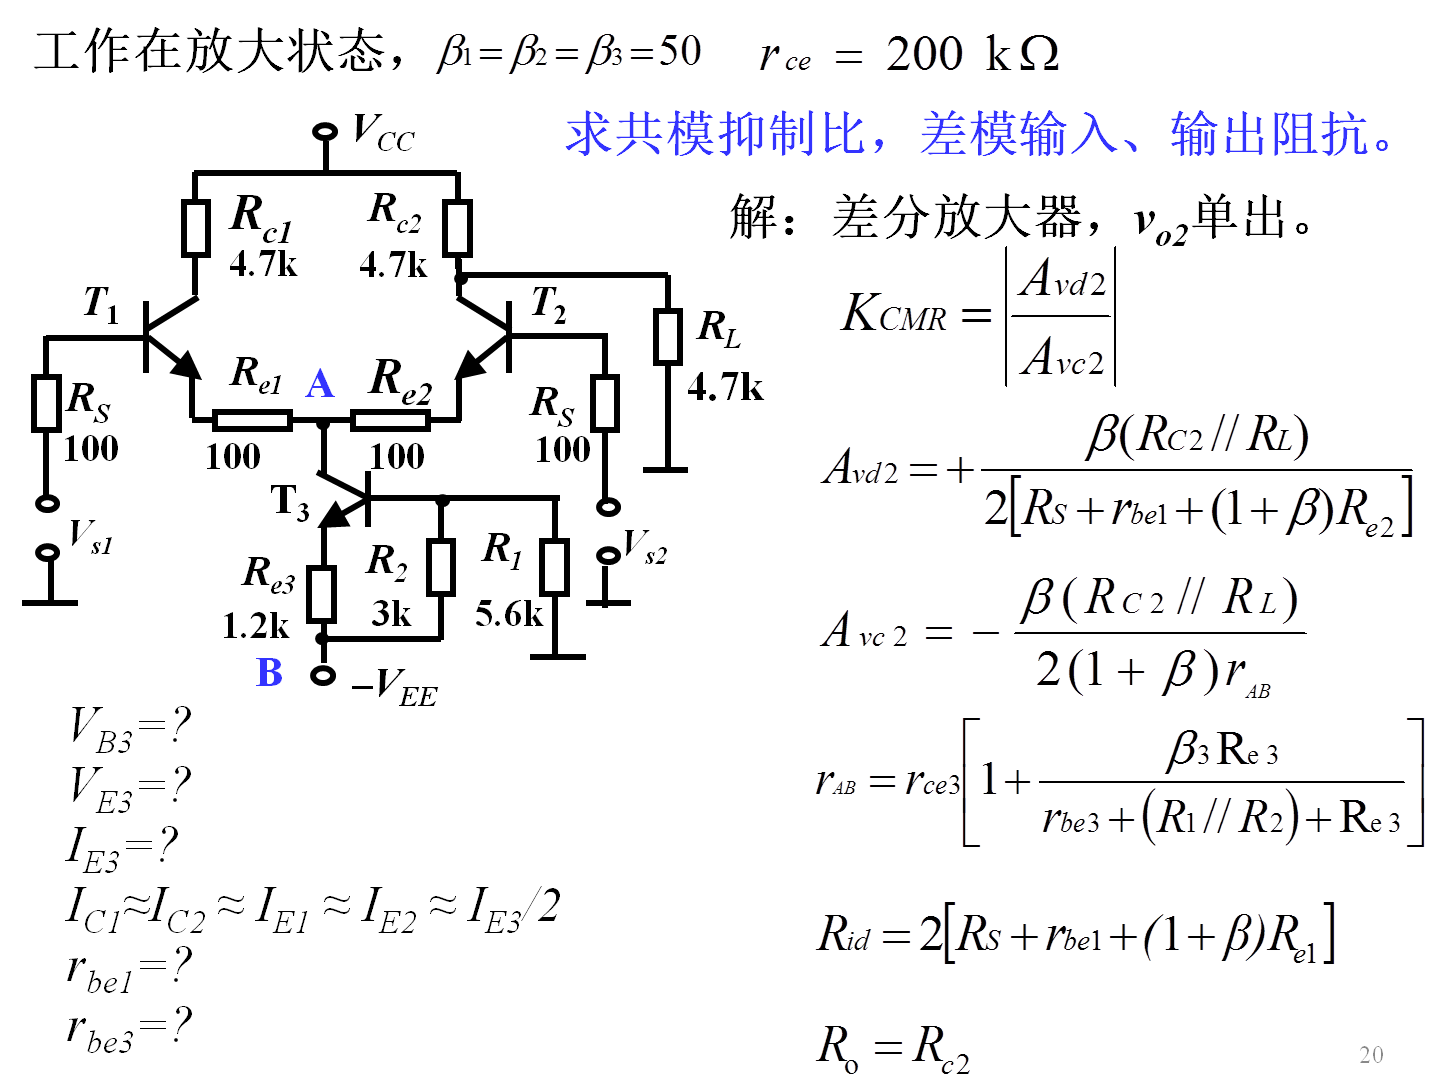 工作在放大状态，β1=β2=β3=50 rce = 200 kΩ
求共模抑制比，差模输入、输出阻抗。
解：差分放大器，vo2单出。
VCC
Rc1
4.7k
Rc2
4.7k
T1
T2
RL
4.7k
RS
100
Re1
100
A
Re2
100
RS
100
T3
Vs1
Vs2
Re3
1.2k
R2
3k
R1
5.6k
B
–VEE
VB3=?
VE3=?
IE3=?
IC1≈IC2 ≈ IE1 ≈ IE2 ≈ IE3/2
rbe1=?
rbe3=?
KCMR = |Avd2 / Avc2|
Avd2 = + β(RC2 // RL) / 2[RS + rbe1 + (1+ β)Re2]
Avc2 = − β(RC2 // RL) / 2(1+ β)rAB
rAB = rce3[1+ β3Re3 / rbe3 + (R1 // R2) + Re3]
Rid = 2[RS + rbe1 + (1+ β)Re1]
Ro = Rc2
20